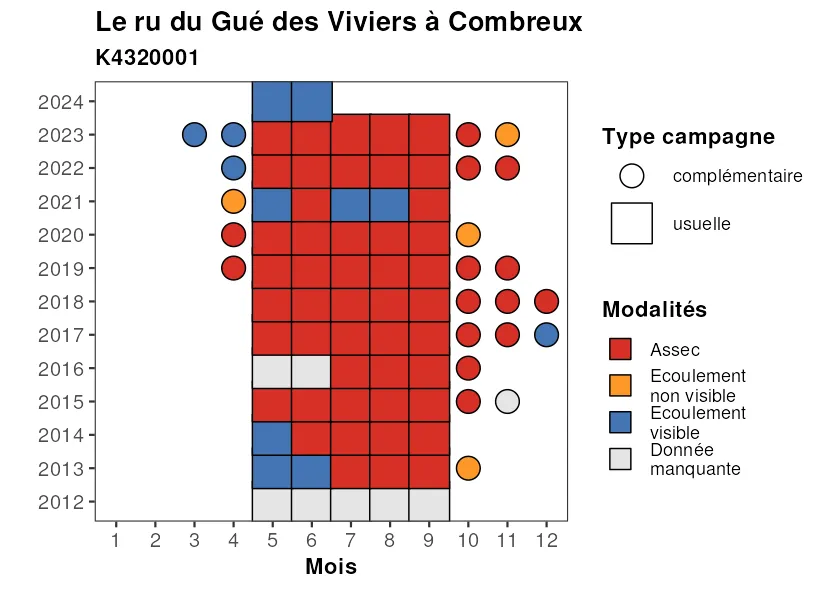 Le ru du Gué des Viviers à Combreux
K4320001
2024
2023
2022
2021
2020
2019
2018
2017
2016
2015
2014
2013
2012
1 2 3 4 5 6 7 8 9 10 11 12
Mois
Type campagne
complémentaire
usuelle
Modalités
Assec
Ecoulement
non visible
Ecoulement
visible
Donnée
manquante